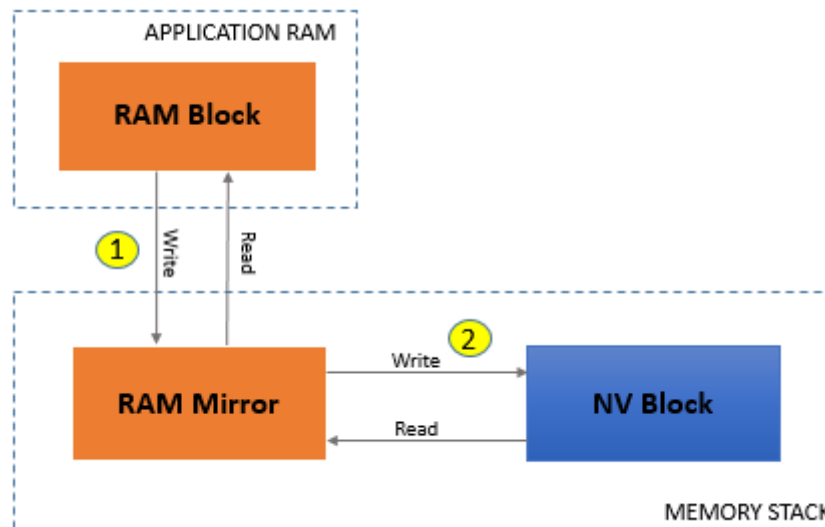 APPLICATION RAM
RAM Block
1
Write
Read
2
Write
RAM Mirror
NV Block
Read
MEMORY STACK